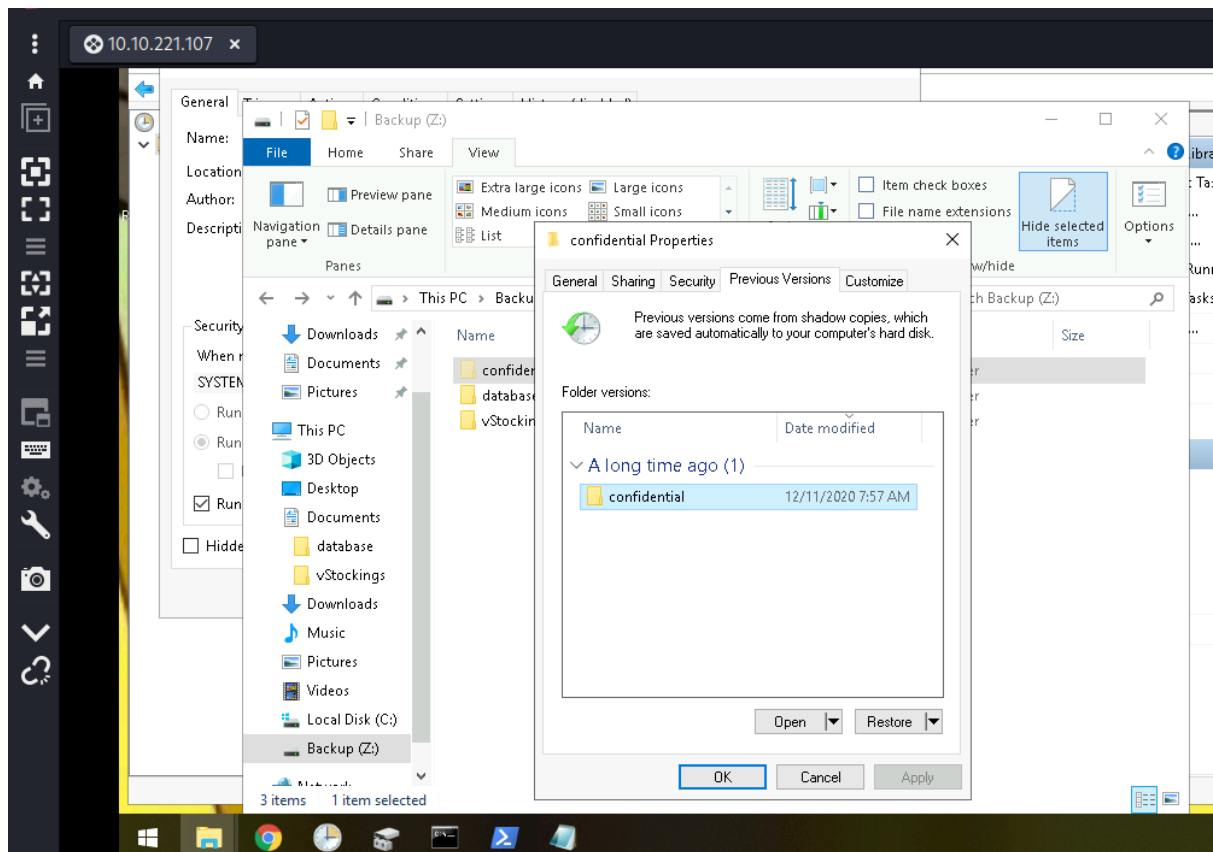 10.10.221.107
General
Name:
Location
Author:
Descripti
Security
When r
SYSTEM
Run
Run
Run
Hidde
Backup (Z:)
File Home Share View
Navigation pane
Preview pane
Details pane
Panes
Extra large icons Large icons
Medium icons Small icons
List
Item check boxes
File name extensions
Hide selected items
w/hide
Options
This PC Backu
ch Backup (Z:)
Downloads
Documents
Pictures
This PC
3D Objects
Desktop
Documents
database
vStockings
Downloads
Music
Pictures
Videos
Local Disk (C:)
Backup (Z:)
Name
Size
confider
databas
vStockin
3 items 1 item selected
confidential Properties
General Sharing Security Previous Versions Customize
Previous versions come from shadow copies, which
are saved automatically to your computer's hard disk.
Folder versions:
Name Date modified
A long time ago (1)
confidential 12/11/2020 7:57 AM
Open Restore
OK Cancel Apply